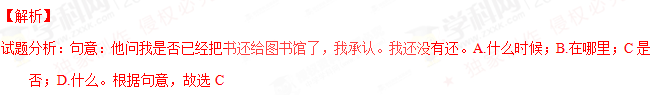 【解析】
试题分析：句意：他问我是否已经把书还给图书馆了，我承认。我还没有还。A.什么时候；B.在哪里；C 是
否；D.什么。根据句意，故选 C